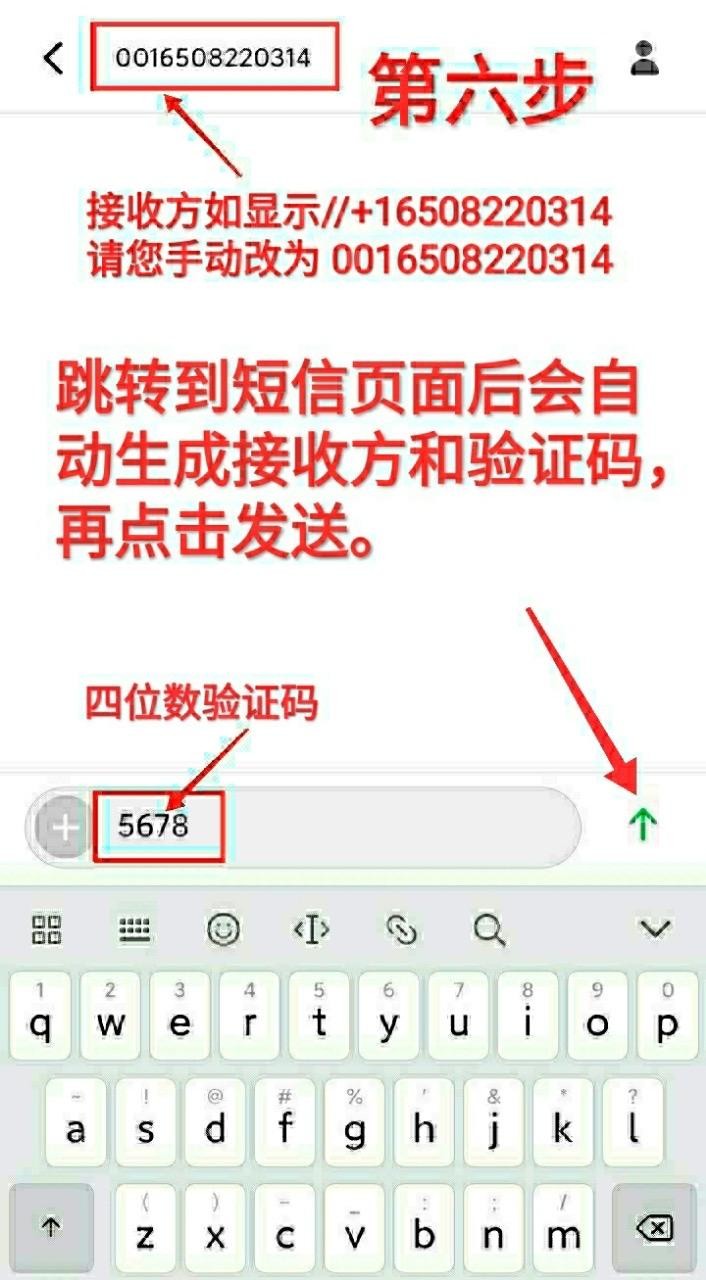 0016508220314
第六步
接收方如显示//+16508220314
请您手动改为 0016508220314
跳转到短信页面后会自
动生成接收方和验证码，
再点击发送。
四位数验证码
5678
1 2 3 4 5 6 7 8 9 0
q w e r t y u i o p
~ ! @ # % ' & * ?
a s d f g h j k l
( ) - _ : ; /
z x c v b n m